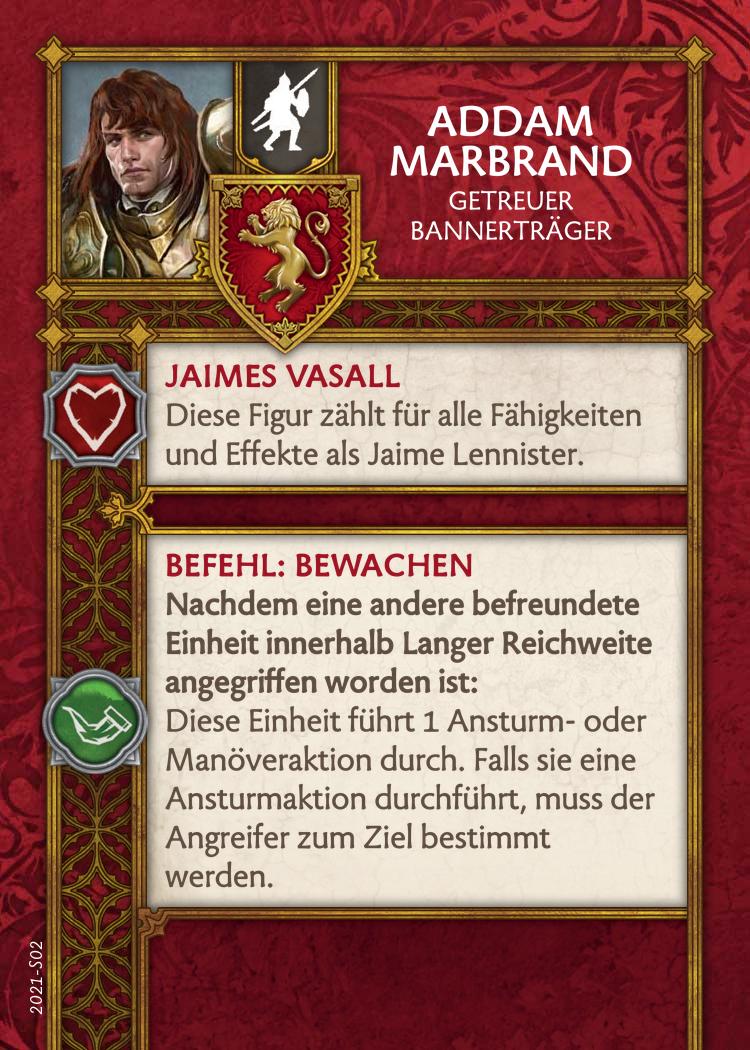 ADDAM
MARBRAND
GETREUER
BANNERTRÄGER
JAIMES VASALL
Diese Figur zählt für alle Fähigkeiten
und Effekte als Jaime Lennister.
BEFEHL: BEWACHEN
Nachdem eine andere befreundete
Einheit innerhalb Langer Reichweite
angegriffen worden ist:
Diese Einheit führt 1 Ansturm- oder
Manöveraktion durch. Falls sie eine
Ansturmaktion durchführt, muss der
Angreifer zum Ziel bestimmt
werden.
2021-S02